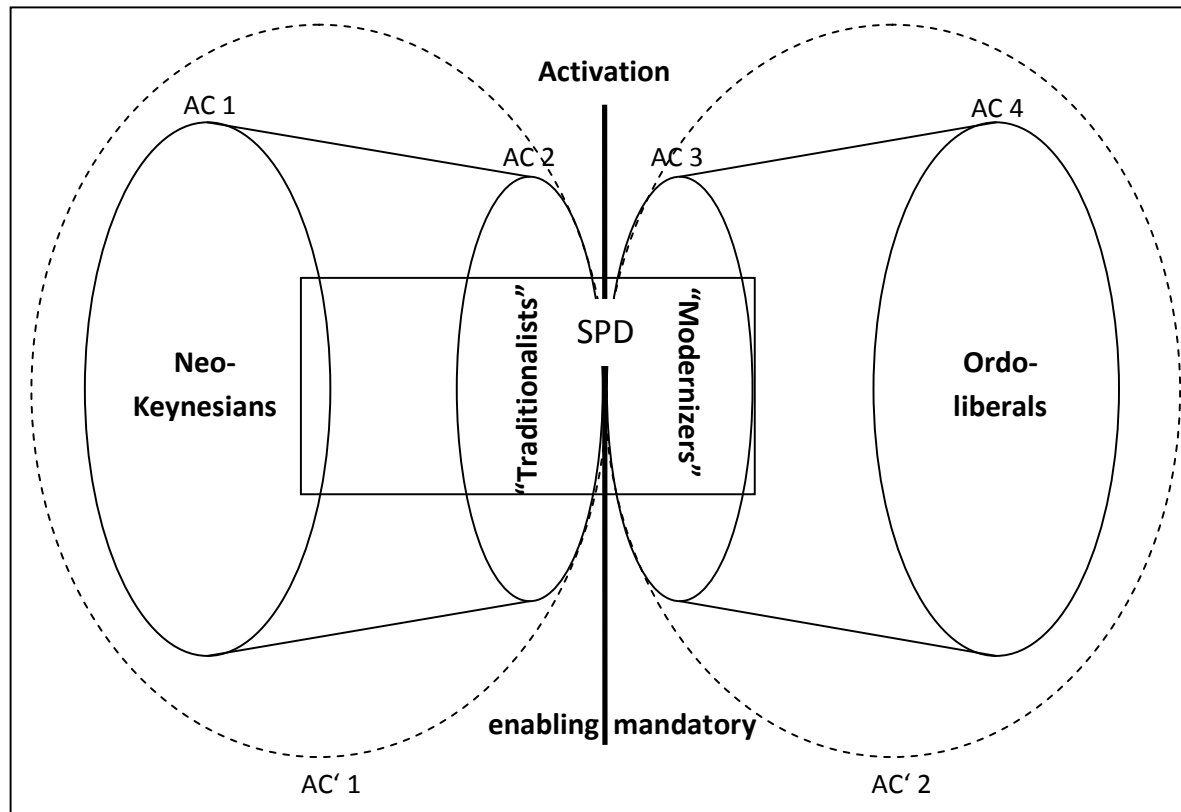 Activation
AC 1
AC 4
AC 2
AC 3
“Traditionalists”
SPD
“Modernizers”
Neo-
Keynesians
Ordo-
liberals
enabling
mandatory
AC‘ 1
AC‘ 2